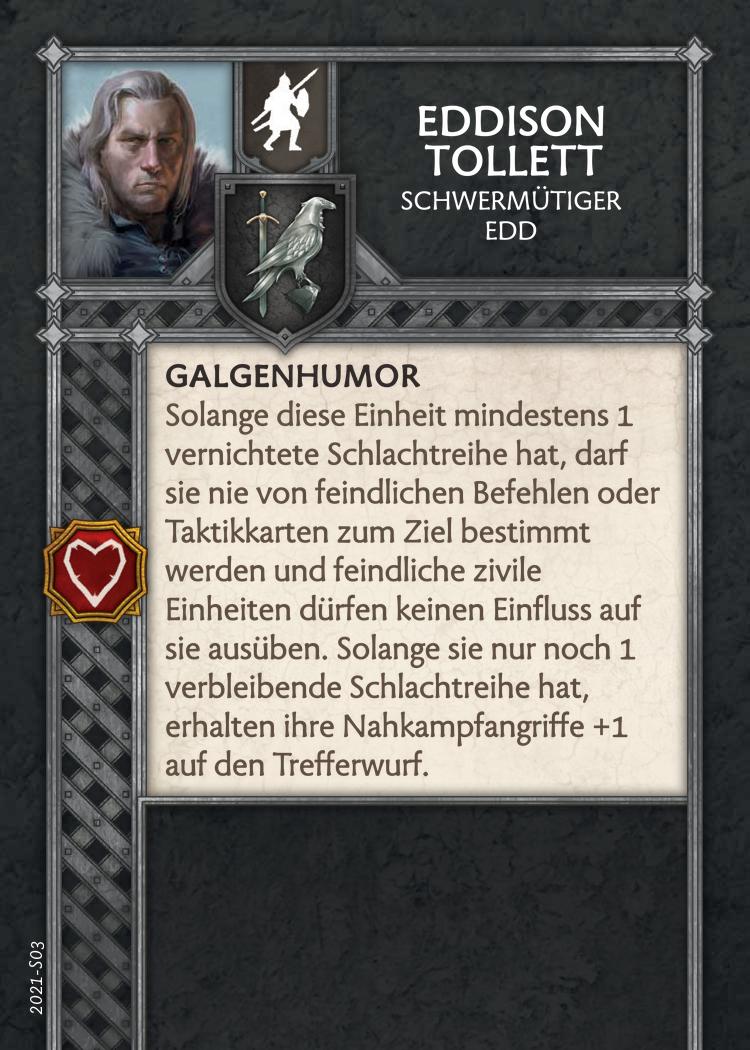 EDDISON
TOLLETT
SCHWERMÜTIGER
EDD
GALGENHUMOR
Solange diese Einheit mindestens 1
vernichtete Schlachtreihe hat, darf
sie nie von feindlichen Befehlen oder
Taktikkarten zum Ziel bestimmt
werden und feindliche zivile
Einheiten dürfen keinen Einfluss auf
sie ausüben. Solange sie nur noch 1
verbleibende Schlachtreihe hat,
erhalten ihre Nahkampfangriffe +1
auf den Trefferwurf.
2021-S03